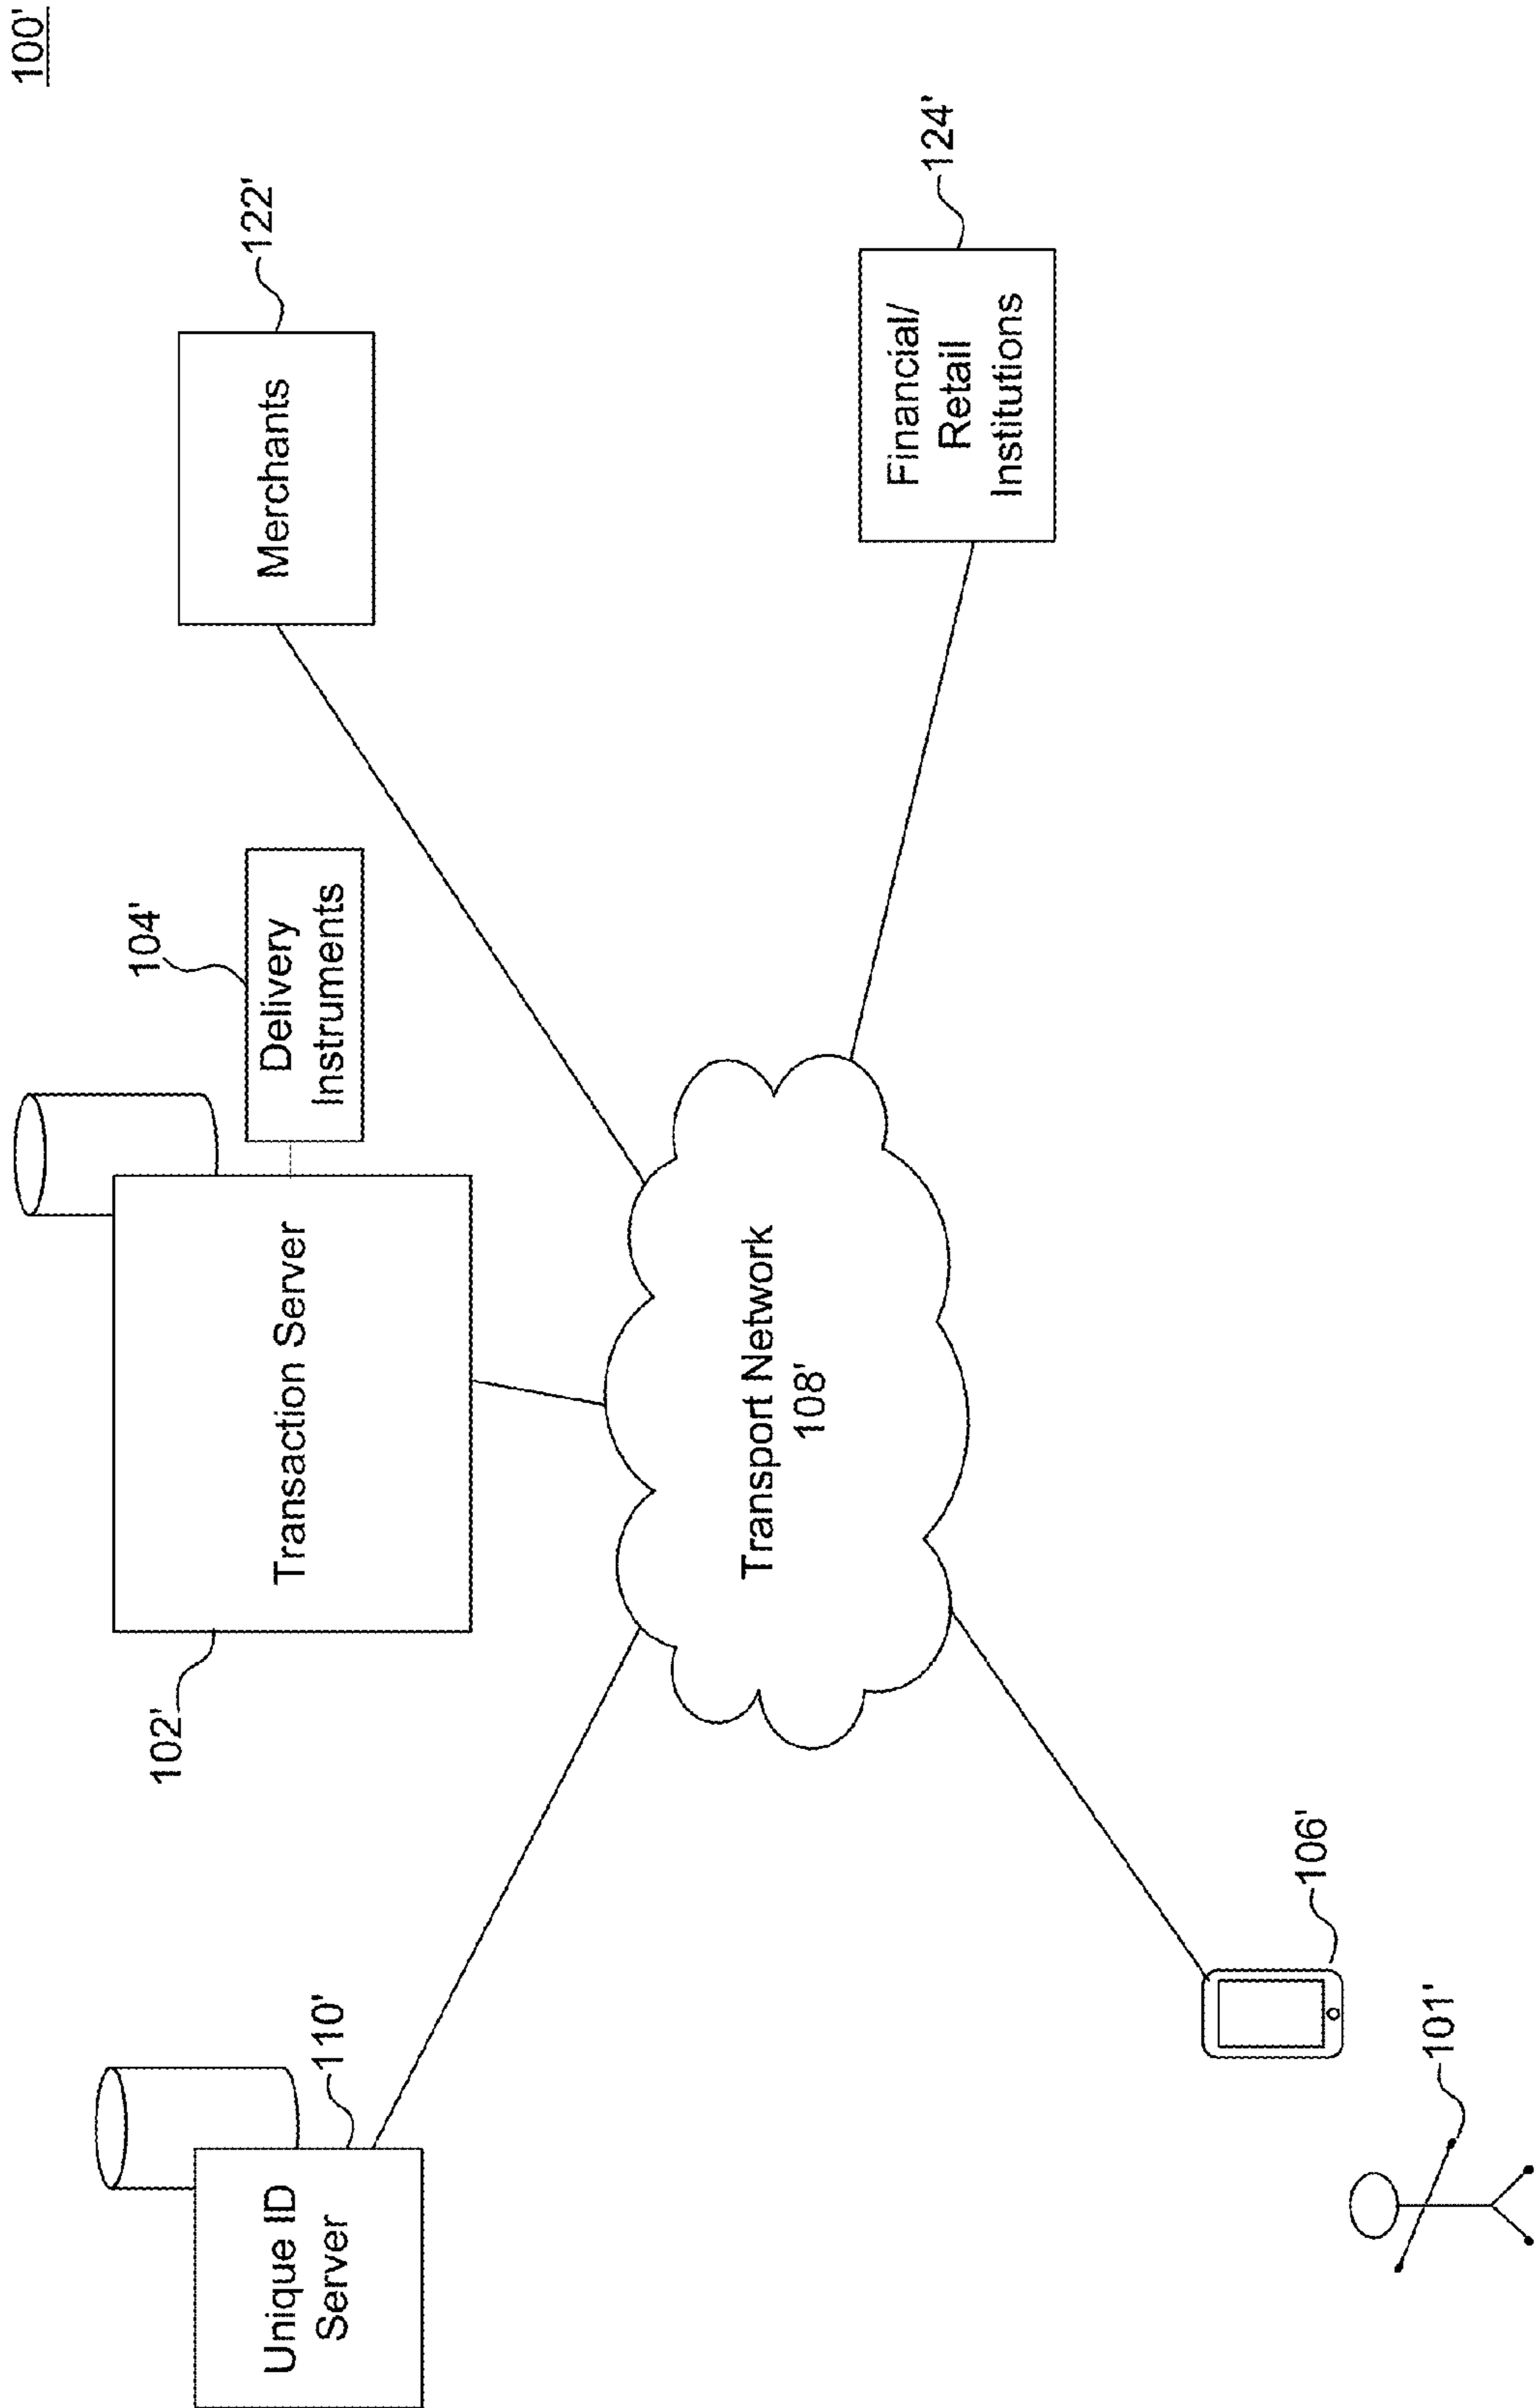 100'
Unique ID
Server
110'
102'
Transaction Server
104'
Delivery
Instruments
Merchants
122'
Transport Network
108'
Financial/
Retail
Institutions
124'
106'
101'